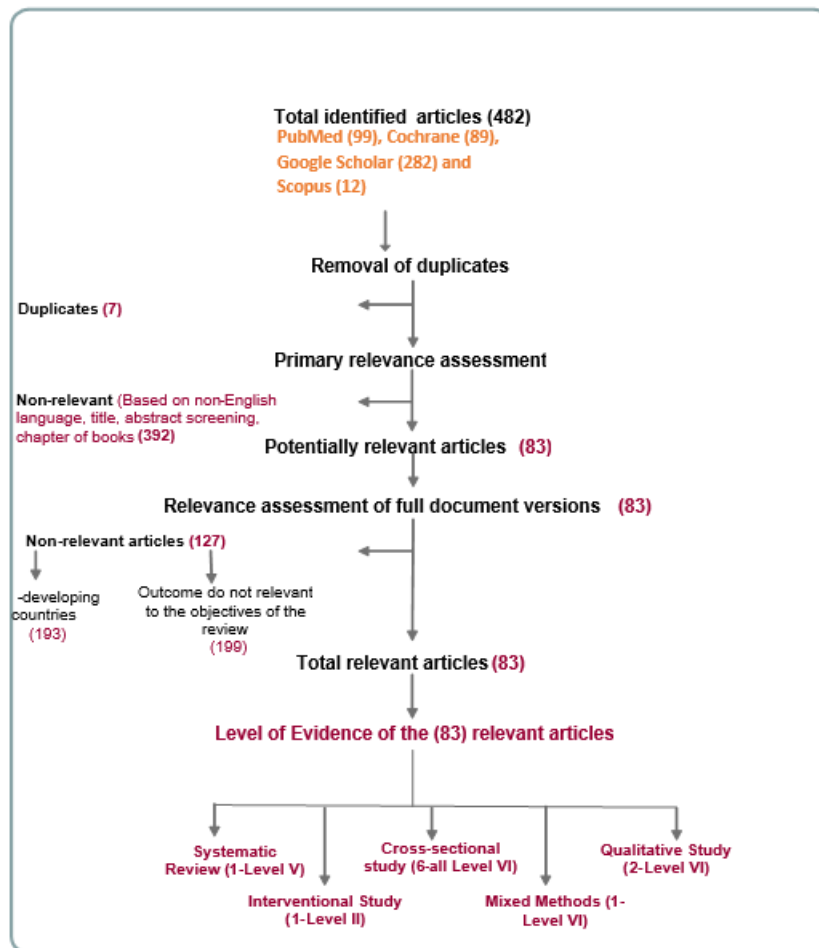 Total identified articles (482)
PubMed (99), Cochrane (89),
Google Scholar (282) and
Scopus (12)
Removal of duplicates
Duplicates (7)
Primary relevance assessment
Non-relevant (Based on non-English
language, title, abstract screening,
chapter of books (392)
Potentially relevant articles (83)
Relevance assessment of full document versions (83)
Non-relevant articles (127)
-developing
countries
(193)
Outcome do not relevant
to the objectives of the
review
(199)
Total relevant articles (83)
Level of Evidence of the (83) relevant articles
Systematic
Review (1-Level V)
Interventional Study
(1-Level II)
Cross-sectional
study (6-all Level VI)
Mixed Methods (1-
Level VI)
Qualitative Study
(2-Level VI)